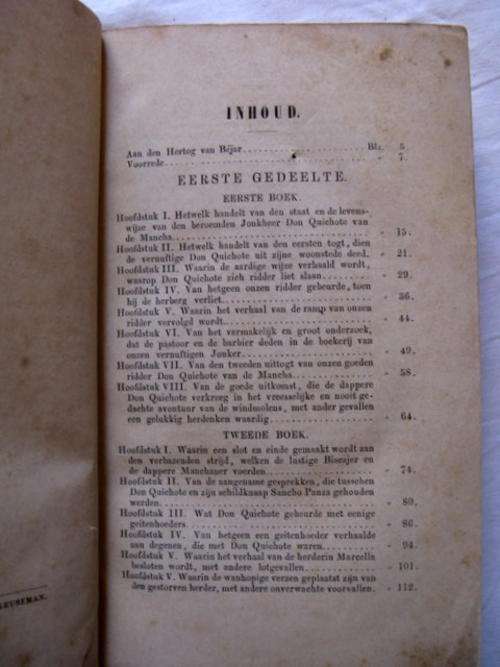 INHOUD.
Aan den Hertog van Béjar Blz. 5
Voorrede „ 7.
EERSTE GEDEELTE.
EERSTE BOEK.
Hoofdstuk I. Hetwelk handelt van den staat en de levens-
wijze van den beroemden Jonkheer Don Quichote van
de Mancha „ 15.
Hoofdstuk II. Hetwelk handelt van den eersten togt, dien
de vernuftige Don Quichote uit zijne woonstede deed. „ 21.
Hoofdstuk III. Waarin de aardige wijze verhaald wordt,
waarop Don Quichote zich ridder liet slaan „ 29.
Hoofdstuk IV. Van hetgeen onzen ridder gebeurde, toen
hij de herberg verliet „ 36.
Hoofdstuk V. Waarin het verhaal van de ramp van onzen
ridder vervolgd wordt „ 44.
Hoofdstuk VI. Van het vermakelijk en groot onderzoek,
dat de pastoor en de barbier deden in de boekerij van
onzen vernuftigen Jonker „ 49.
Hoofdstuk VII. Van den tweeden uittogt van onzen goeden
ridder Don Quichote van de Mancha „ 58.
Hoofdstuk VIII. Van de goede uitkomst, die de dappere
Don Quichote verkreeg in het vreesselijke en nooit ge-
dachte avontuur van de windmolens, met ander gevallen
een gelukkig herdenken waardig „ 64.
TWEEDE BOEK.
Hoofdstuk I. Waarin een slot en einde gemaakt wordt aan
den verbazenden strijd, welken de lustige Biscajer en
de dappere Manchaner voerden „ 74.
Hoofdstuk II. Van de aangename gesprekken, die tusschen
Don Quichote en zijn schildknaap Sancho Panza gehouden
werden „ 80.
Hoofdstuk III. Wat Don Quichote gebeurde met eenige
geitenhoeders „ 86.
Hoofdstuk IV. Van hetgeen een geitenhoeder verhaalde
aan degenen, die met Don Quichote waren „ 94.
Hoofdstuk V. Waarin het verhaal van de herderin Marcella
besloten wordt, met andere lotgevallen „ 101.
Hoofdstuk V. Waarin de wanhopige verzen geplaatst zijn van
den gestorven herder, met andere onverwachte voorvallen. „ 112.